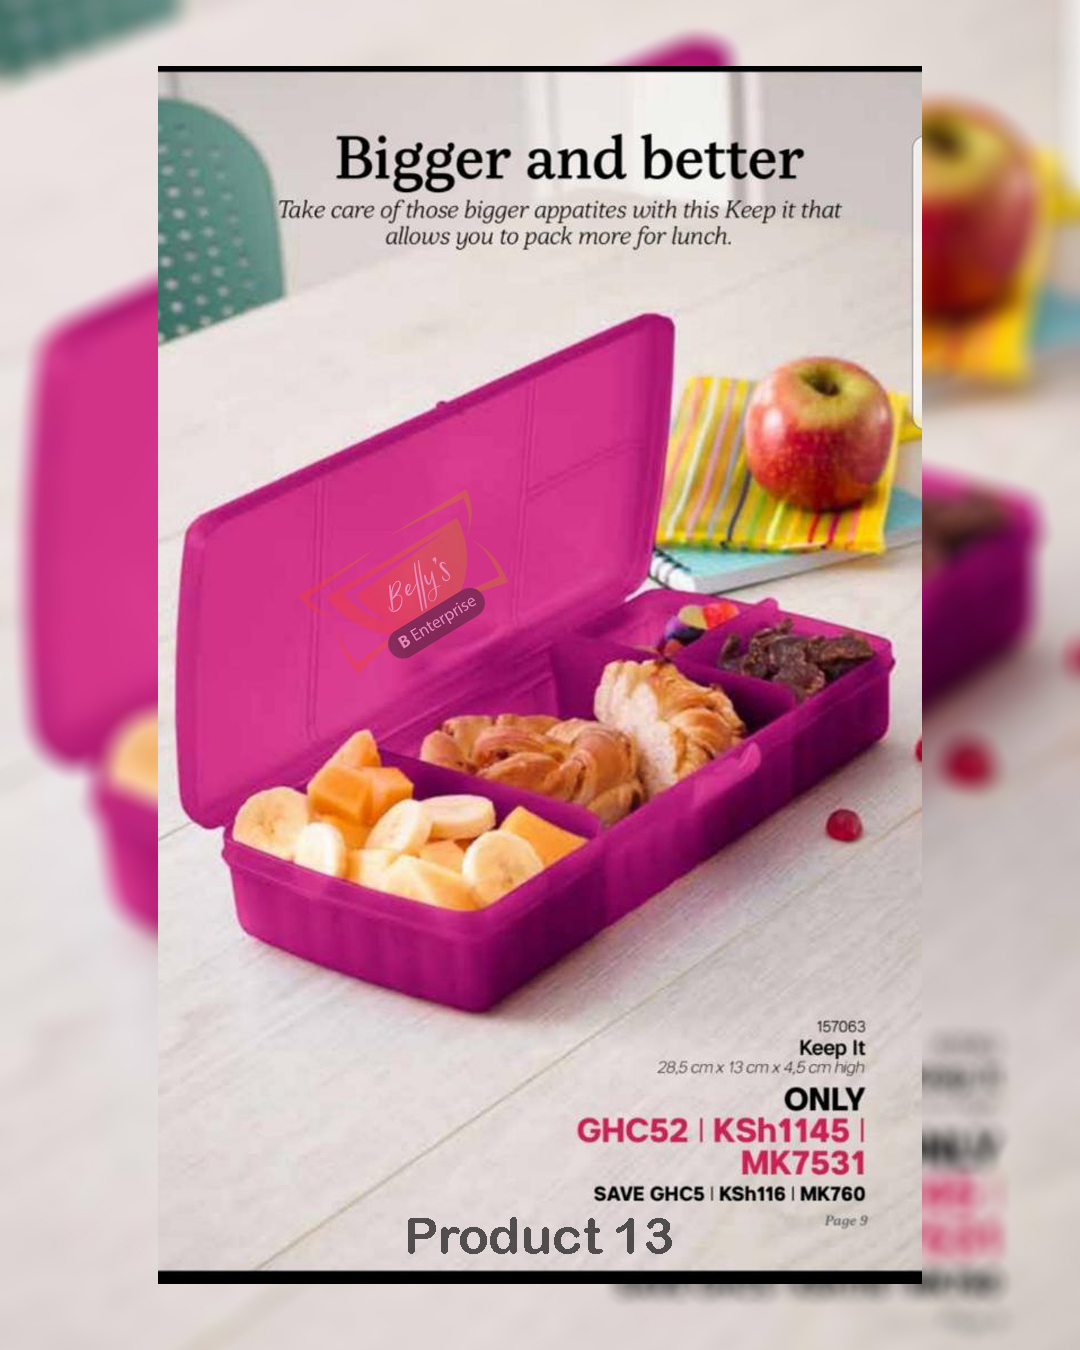 Bigger and better
Take care of those bigger appatites with this Keep it that
allows you to pack more for lunch.
Belly's
B Enterprise
157063
Keep It
28,5 cm x 13 cm x 4,5 cm high
ONLY
GHC52 | KSh1145 |
MK7531
SAVE GHC5 | KSh116 | MK760
Page 9
Product 13